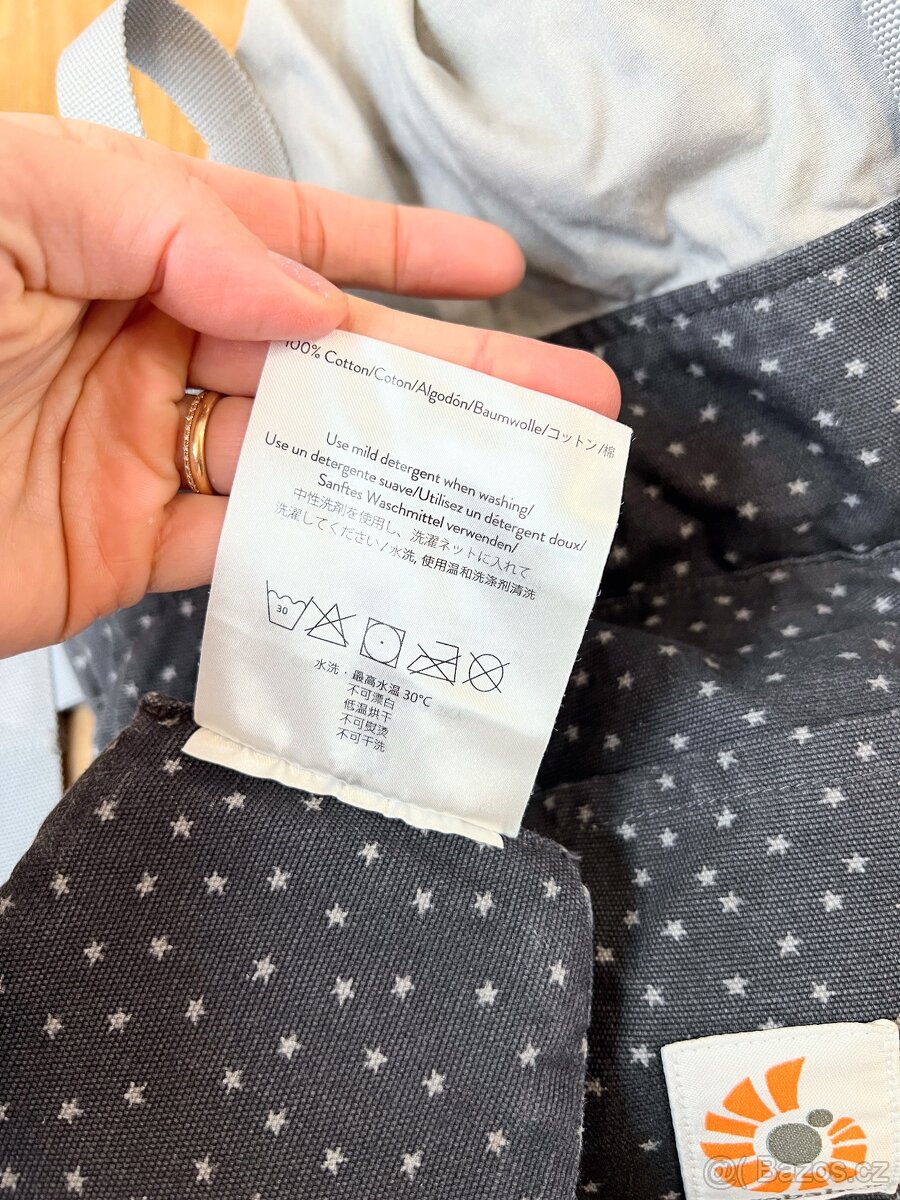 100% Cotton/Coton/Algodón/Baumwolle/コットン/棉
Use mild detergent when washing/
Use un detergente suave/Utilisez un détergent doux/
Sanftes Waschmittel verwenden/
中性洗剤を使用し、洗濯ネットに入れて
洗濯してください/水洗, 使用温和洗涤剂清洗
30
水洗・最高水温 30°C
不可漂白
低温烘干
不可熨烫
不可干洗
Bazos.cz